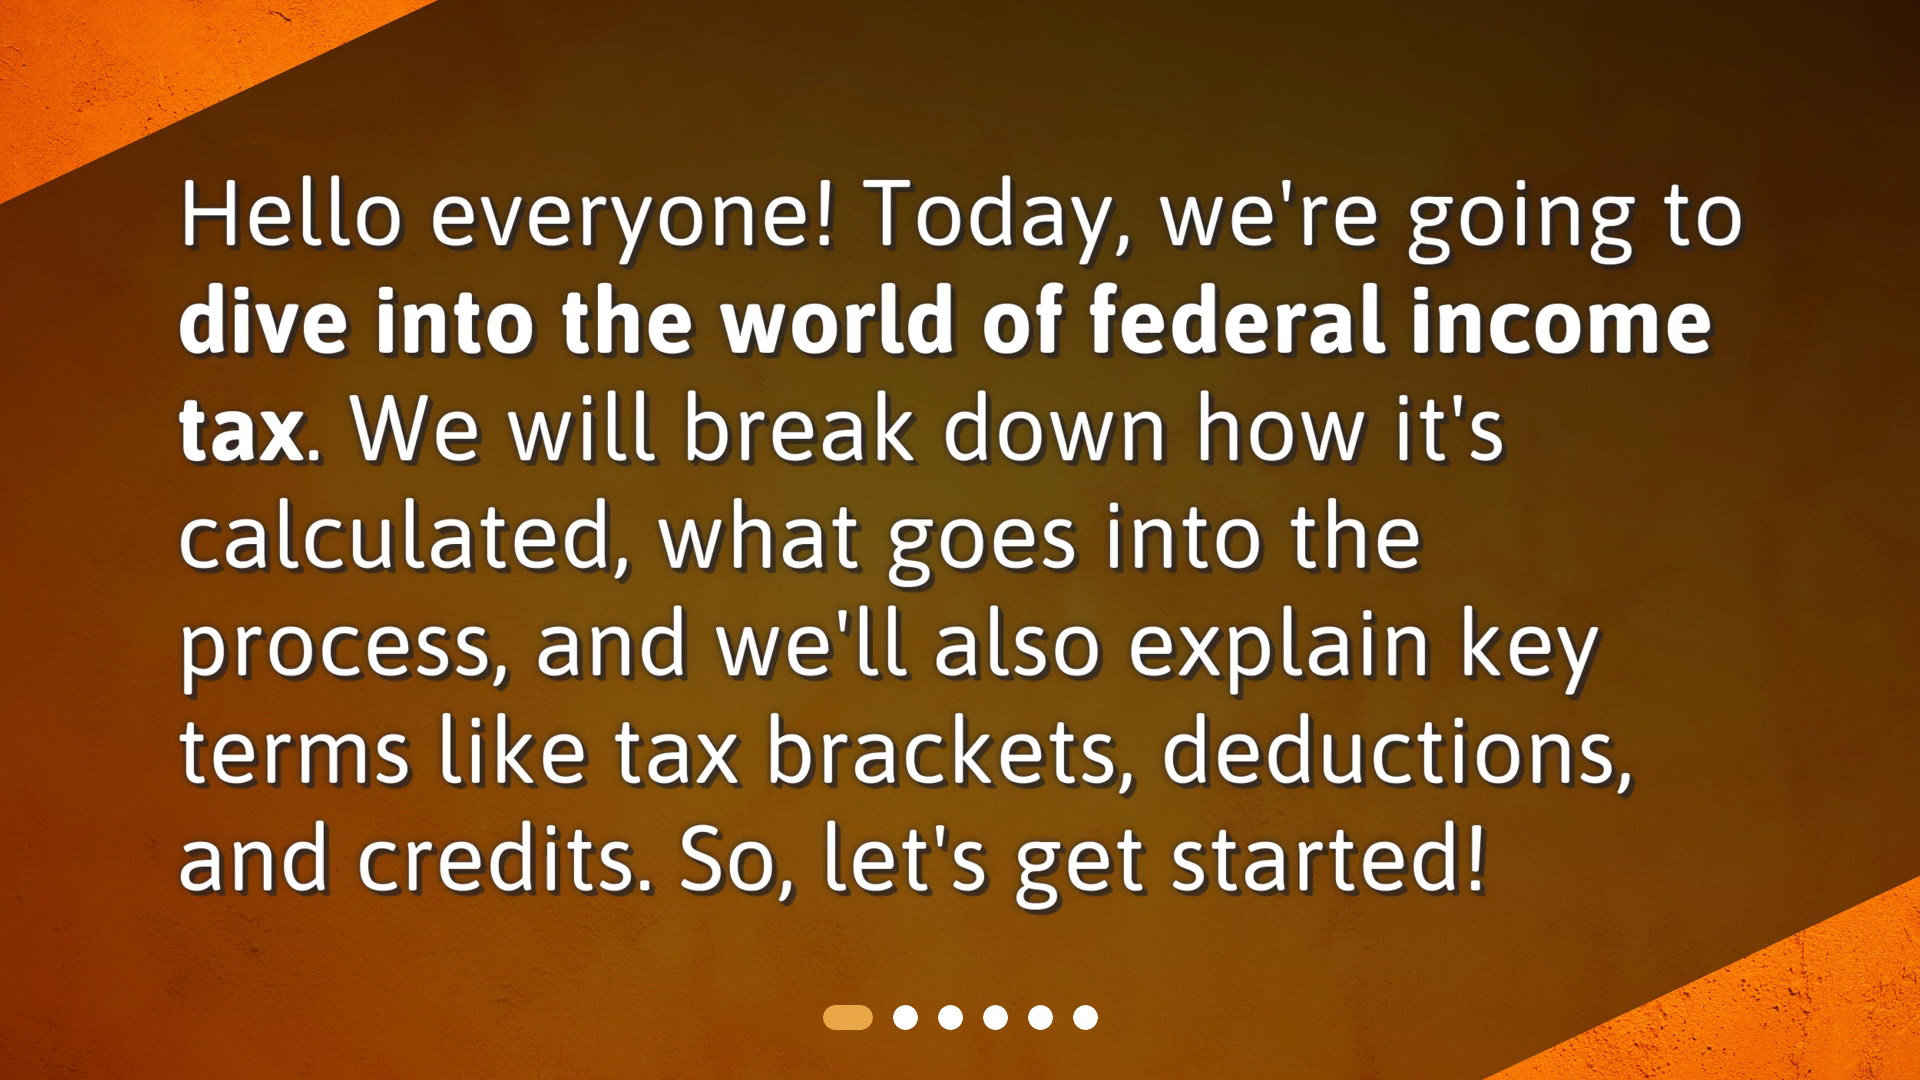 Hello everyone! Today, we're going to
dive into the world of federal income
tax. We will break down how it's
calculated, what goes into the
process, and we'll also explain key
terms like tax brackets, deductions,
and credits. So, let's get started!